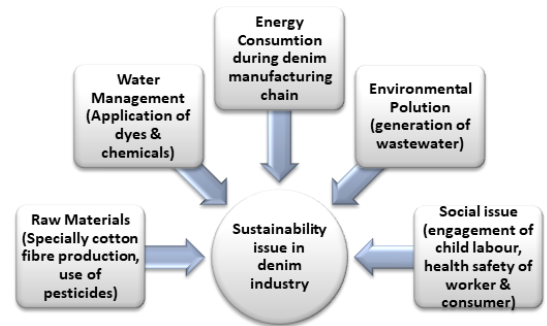 Energy
Consumtion
during denim
manufacturing
chain
Water
Management
(Application of
dyes &
chemicals)
Environmental
Polution
(generation of
wastewater)
Raw Materials
(Specially cotton
fibre production,
use of
pesticides)
Sustainability
issue in
denim
industry
Social issue
(engagement of
child labour,
health safety of
worker &
consumer)